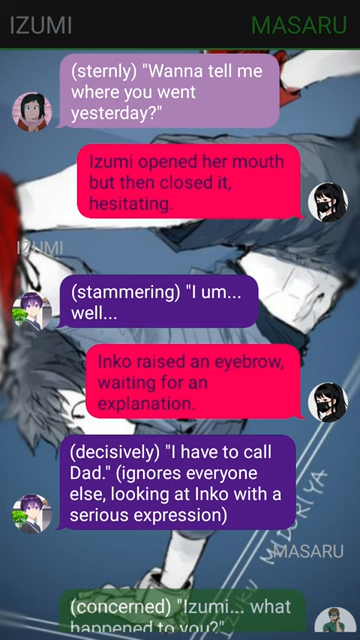 IZUMI
MASARU
(sternly) "Wanna tell me
where you went
yesterday?"
Izumi opened her mouth
but then closed it,
hesitating.
IZUMI
(stammering) "I um...
well...
Inko raised an eyebrow,
waiting for an
explanation.
(decisively) "I have to call
Dad." (ignores everyone
else, looking at Inko with a
serious expression)
MIDORIYA
MASARU
(concerned) "Izumi... what
happened to you?"